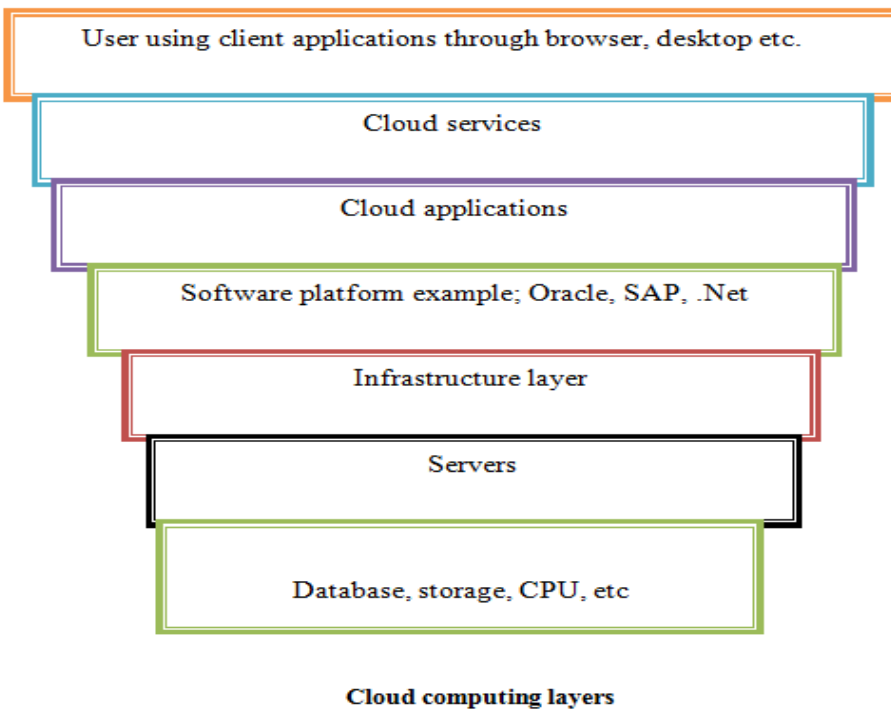 User using client applications through browser, desktop etc.
Cloud services
Cloud applications
Software platform example; Oracle, SAP, .Net
Infrastructure layer
Servers
Database, storage, CPU, etc
Cloud computing layers